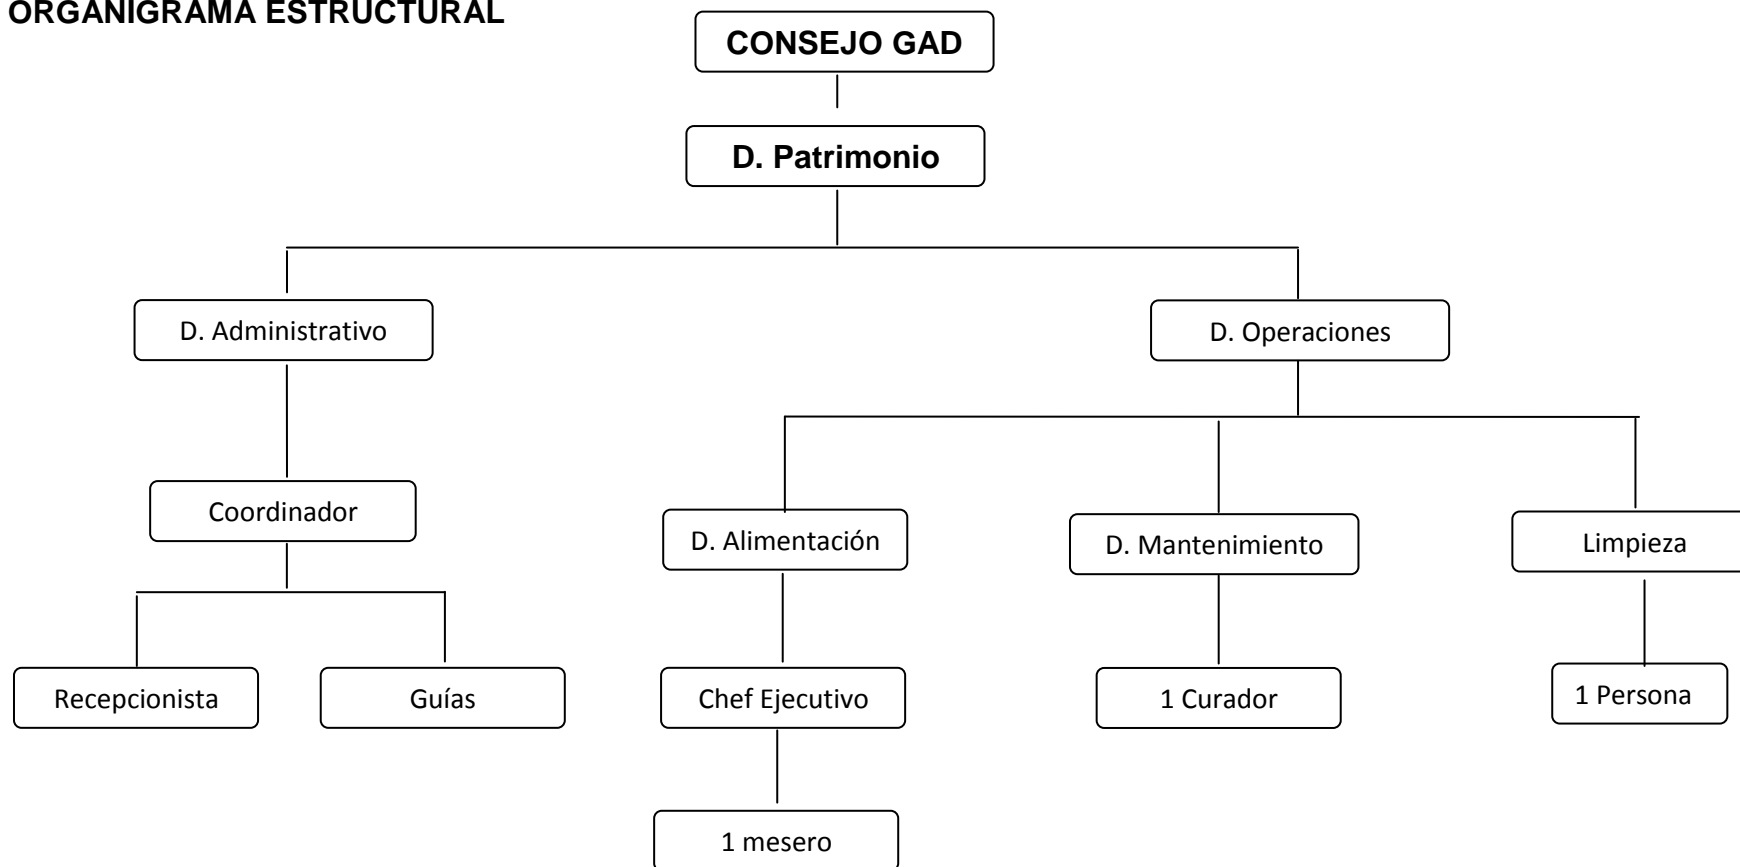 ORGANIGRAMA ESTRUCTURAL
CONSEJO GAD
D. Patrimonio
D. Administrativo
D. Operaciones
Coordinador
D. Alimentación
D. Mantenimiento
Limpieza
Recepcionista
Guías
Chef Ejecutivo
1 Curador
1 Persona
1 mesero